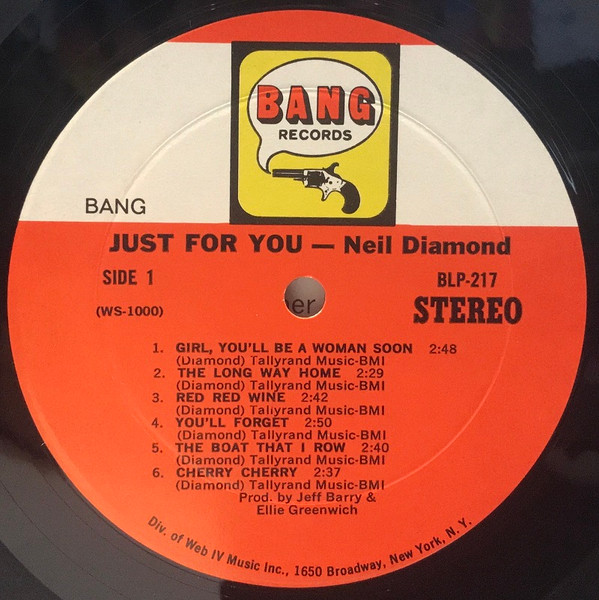 BANG
RECORDS
BANG
JUST FOR YOU — Neil Diamond
SIDE 1
BLP-217
(WS-1000)
er
STEREO
1. GIRL, YOU'LL BE A WOMAN SOON 2:48
(Diamond) Tallyrand Music-BMI
2. THE LONG WAY HOME 2:29
(Diamond) Tallyrand Music-BMI
3. RED RED WINE 2:42
(Diamond) Tallyrand Music-BMI
4. YOU'LL FORGET 2:50
(Diamond) Tallyrand Music-BMI
5. THE BOAT THAT I ROW 2:40
(Diamond) Tallyrand Music-BMI
6. CHERRY CHERRY 2:37
(Diamond) Tallyrand Music-BMI
Prod. by Jeff Barry &
Ellie Greenwich
Div. of Web IV Music Inc., 1650 Broadway, New York, N. Y.